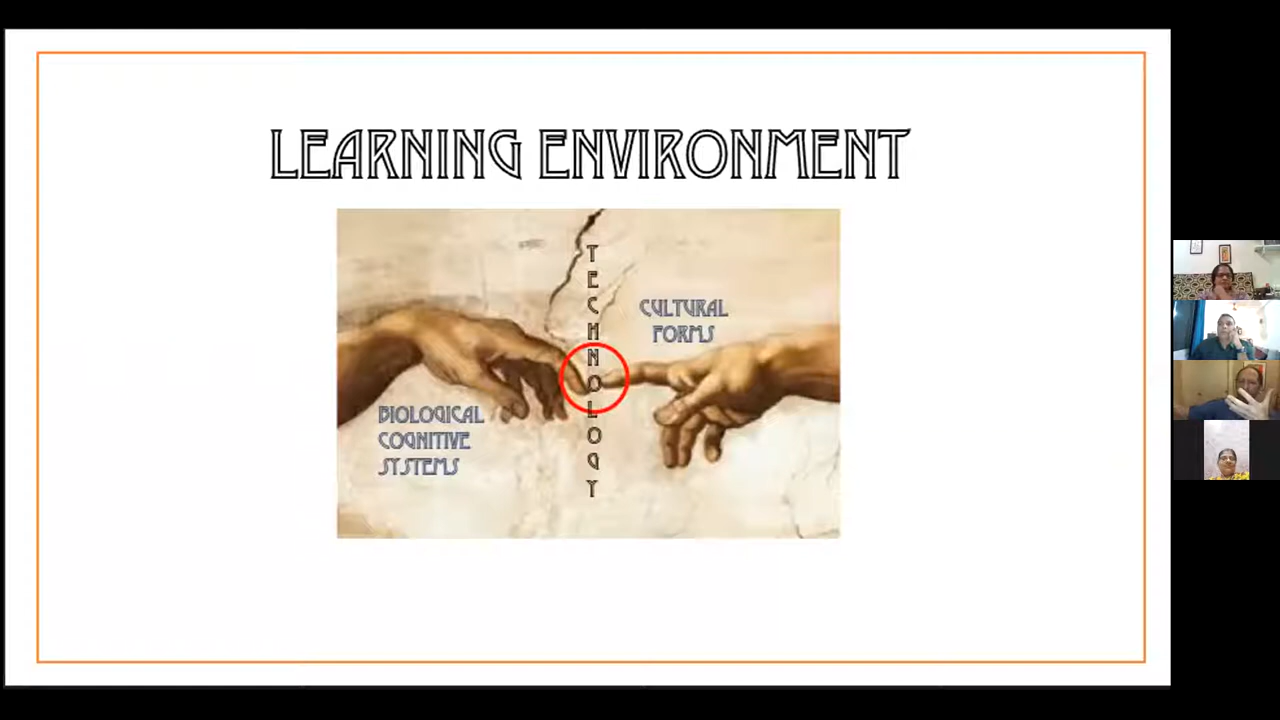 LEARNING ENVIRONMENT
TECHNOLOGY
CULTURAL
FORMS
BIOLOGICAL
COGNITIVE
SYSTEMS